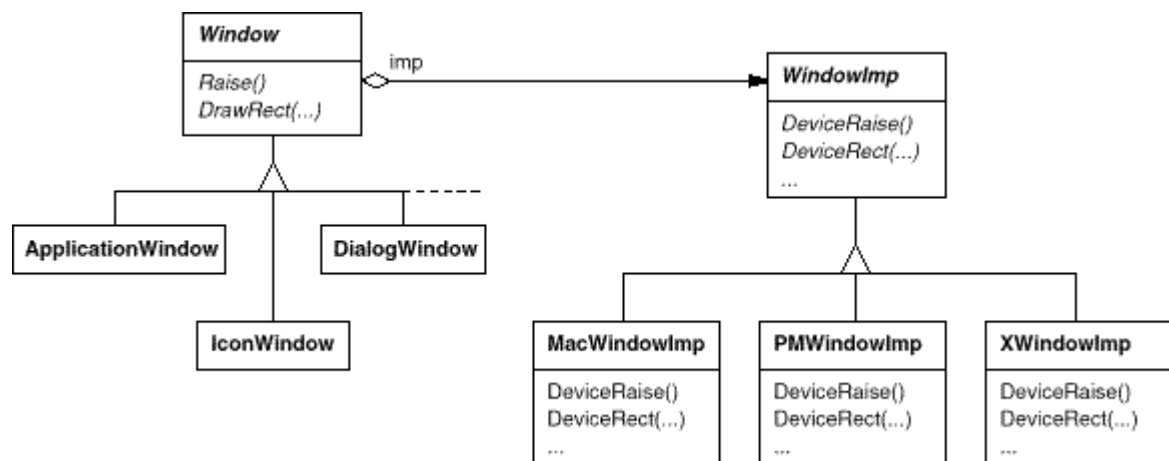 Window
Raise()
DrawRect(...)
imp
WindowImp
DeviceRaise()
DeviceRect(...)
...
ApplicationWindow
DialogWindow
IconWindow
MacWindowImp
DeviceRaise()
DeviceRect(...)
...
PMWindowImp
DeviceRaise()
DeviceRect(...)
...
XWindowImp
DeviceRaise()
DeviceRect(...)
...